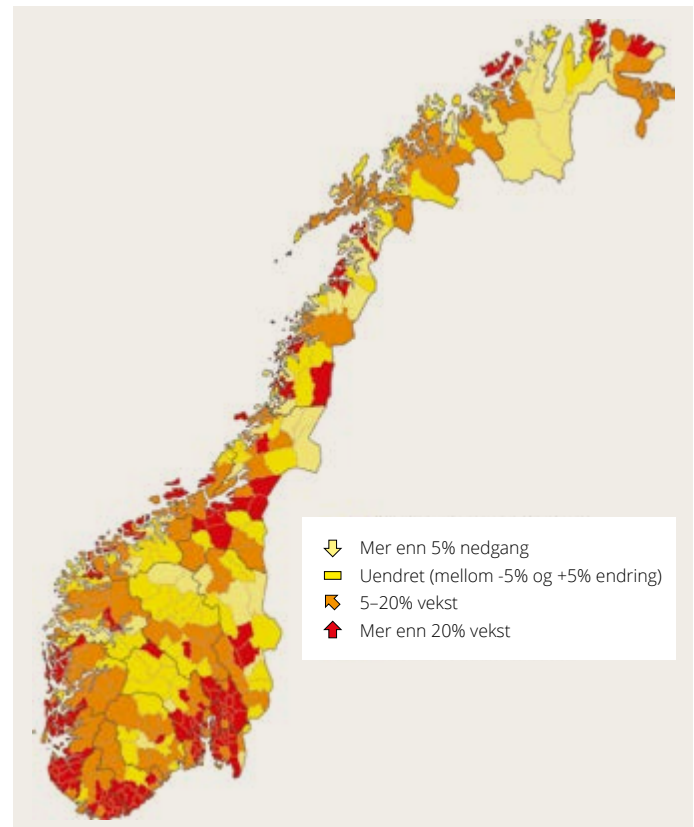 Mer enn 5% nedgang
Uendret (mellom -5% og +5% endring)
5–20% vekst
Mer enn 20% vekst